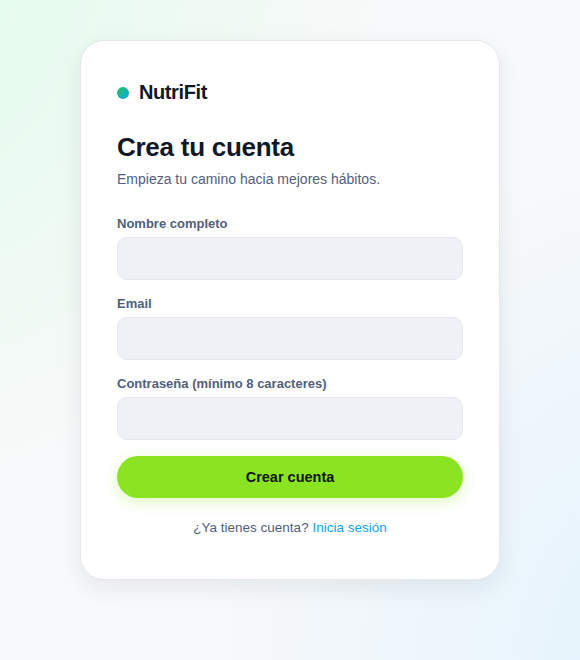 NutriFit
Crea tu cuenta
Empieza tu camino hacia mejores hábitos.
Nombre completo
Email
Contraseña (mínimo 8 caracteres)
Crear cuenta
¿Ya tienes cuenta? Inicia sesión